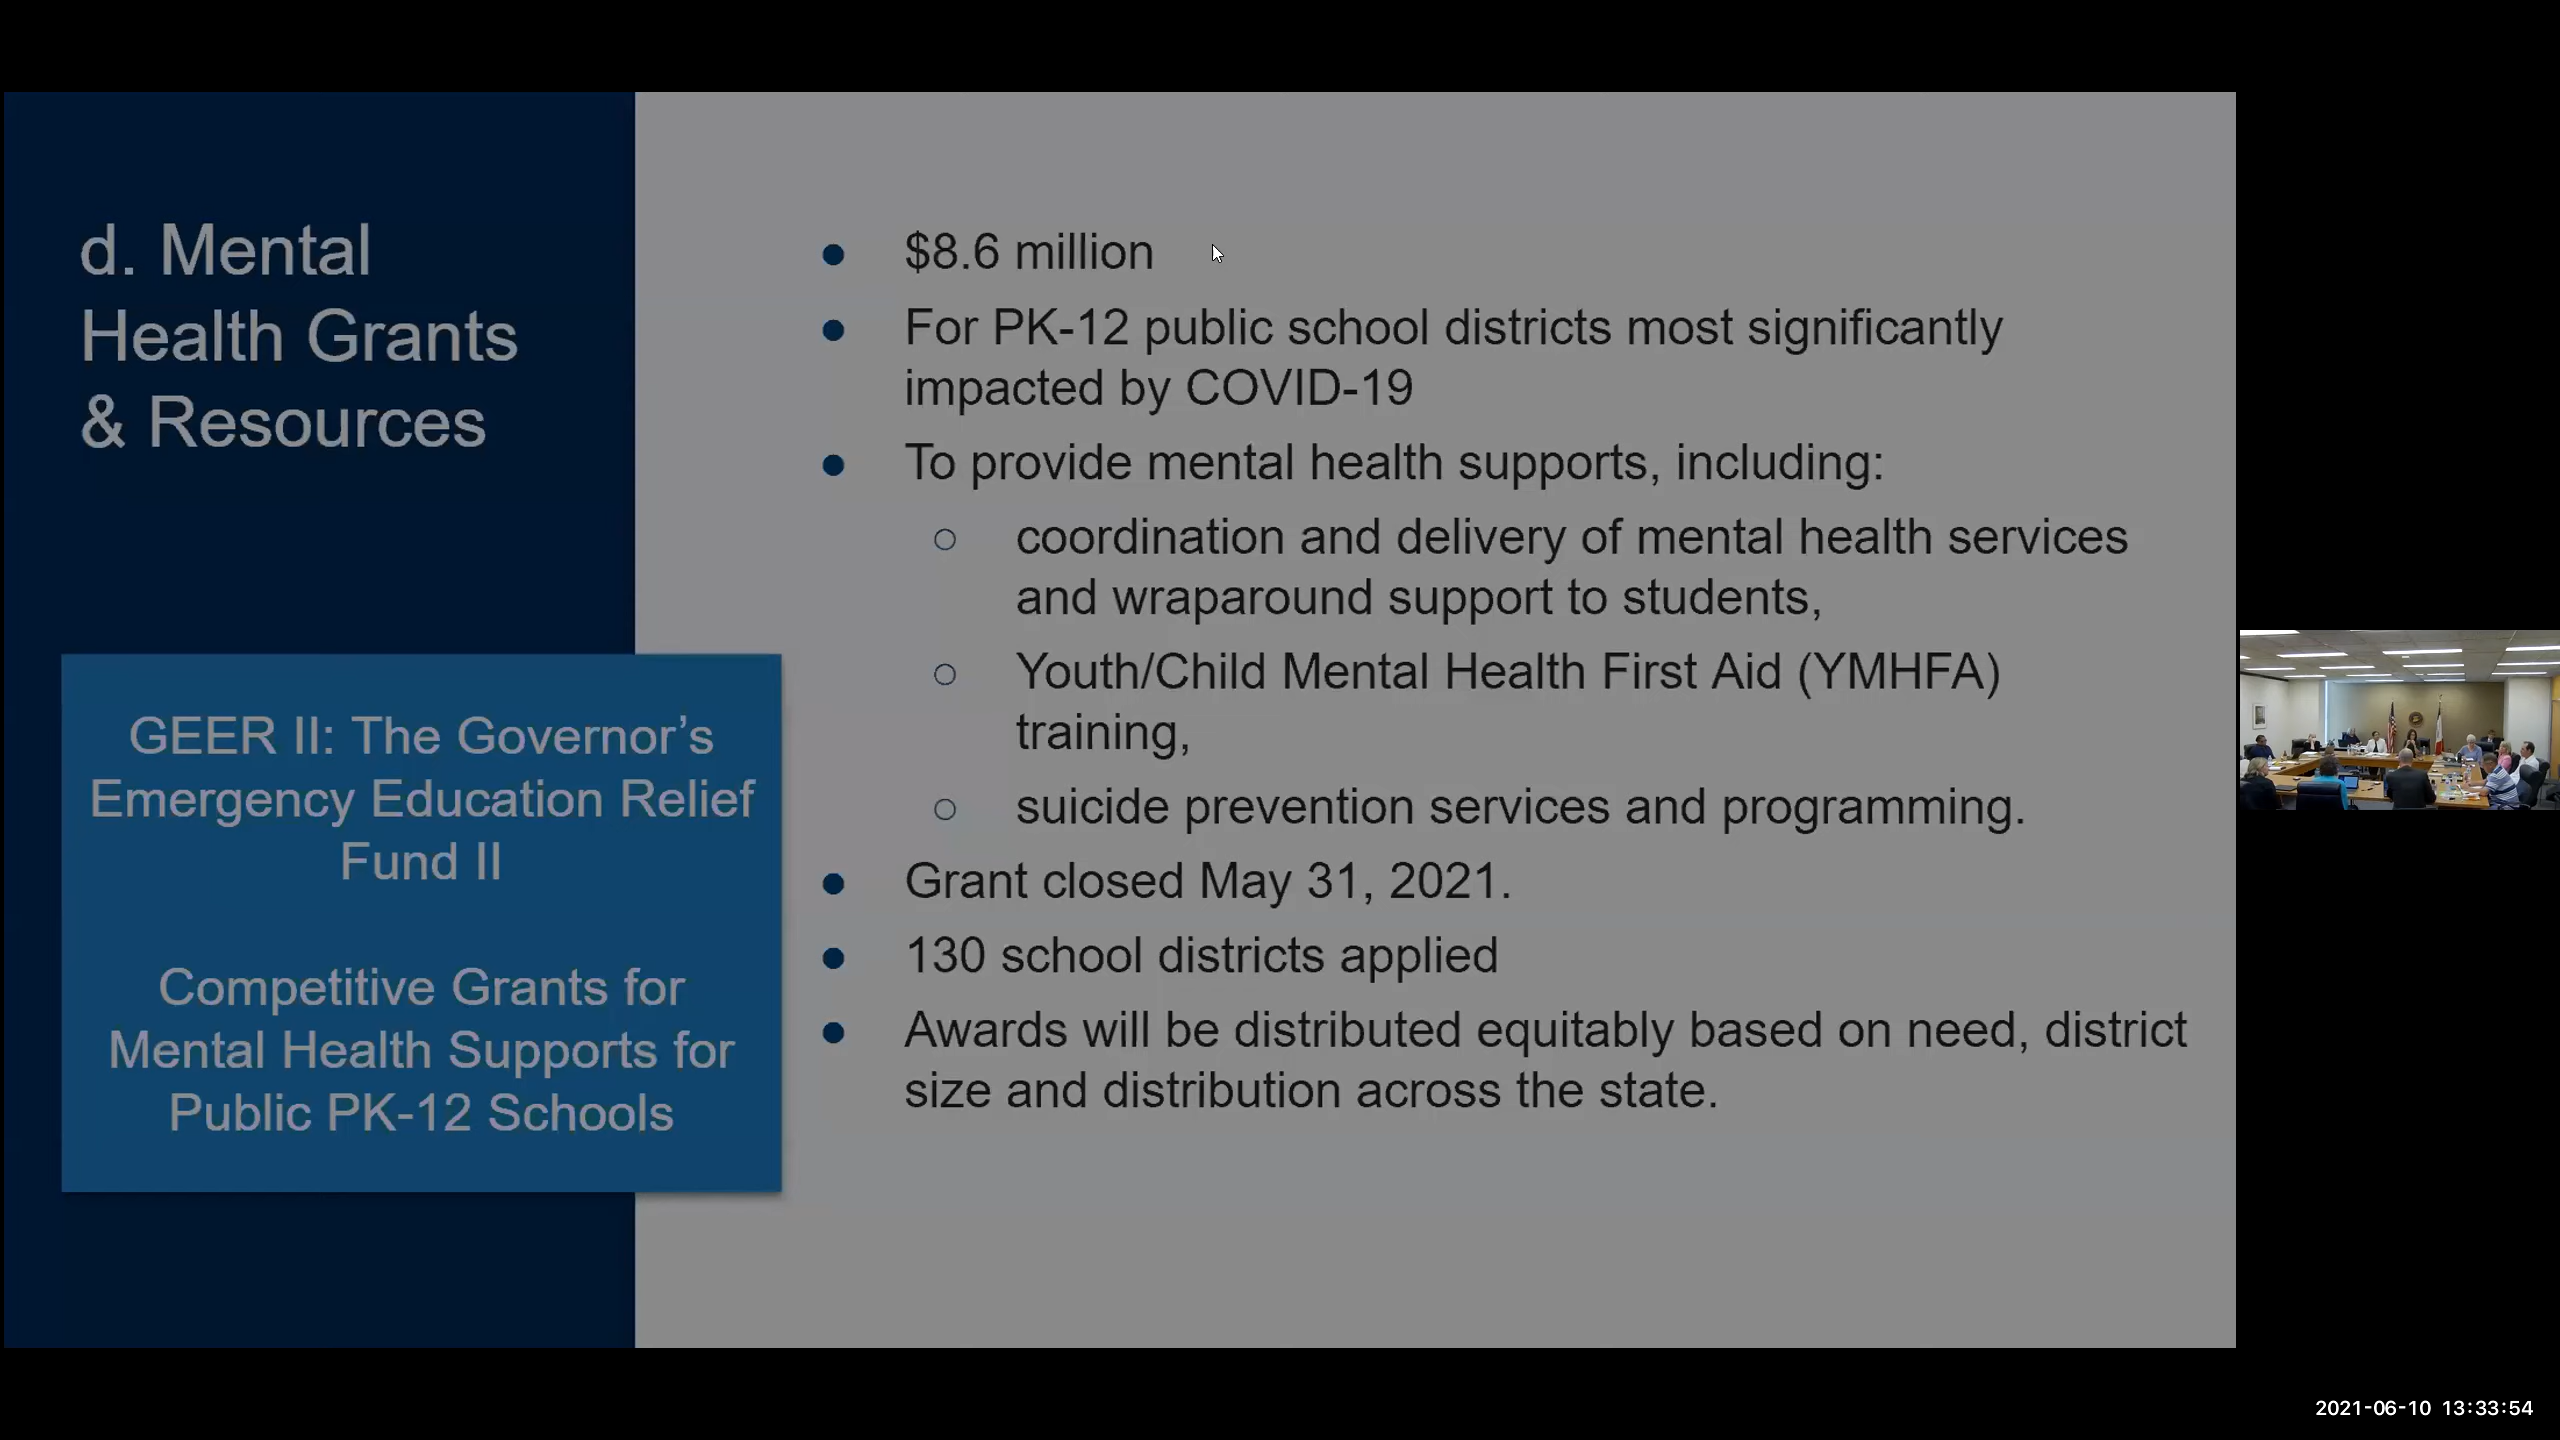 d. Mental
Health Grants
& Resources
GEER II: The Governor’s
Emergency Education Relief
Fund II
Competitive Grants for
Mental Health Supports for
Public PK-12 Schools
● $8.6 million
● For PK-12 public school districts most significantly
impacted by COVID-19
● To provide mental health supports, including:
○ coordination and delivery of mental health services
and wraparound support to students,
○ Youth/Child Mental Health First Aid (YMHFA)
training,
○ suicide prevention services and programming.
● Grant closed May 31, 2021.
● 130 school districts applied
● Awards will be distributed equitably based on need, district
size and distribution across the state.
2021-06-10 13:33:54